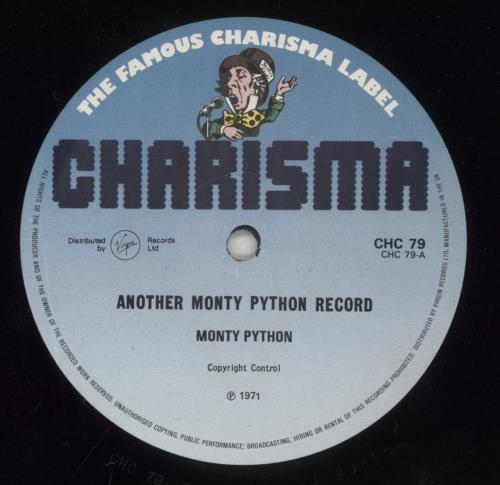 THE FAMOUS CHARISMA LABEL
CHARISMA
Distributed by Virgin Records Ltd
CHC 79
CHC 79-A
ANOTHER MONTY PYTHON RECORD
MONTY PYTHON
Copyright Control
℗ 1971
ALL RIGHTS OF THE PRODUCER AND OF THE OWNER OF THE RECORDED WORK RESERVED. UNAUTHORISED COPYING, PUBLIC PERFORMANCE, BROADCASTING, HIRING OR RENTAL OF THIS RECORDING PROHIBITED. DISTRIBUTED BY VIRGIN RECORDS LTD. MANUFACTURED IN THE UK
CHC 79